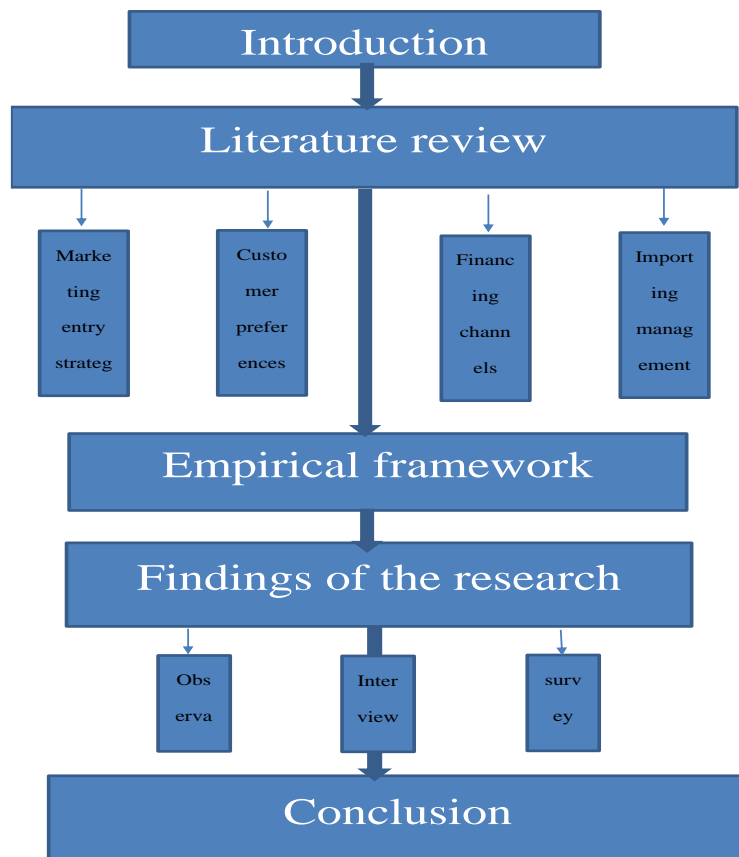 Introduction
Literature review
Marke
ting
entry
strateg
Custo
mer
prefer
ences
Financ
ing
chann
els
Import
ing
manag
ement
Empirical framework
Findings of the research
Obs
erva
Inter
view
surv
ey
Conclusion